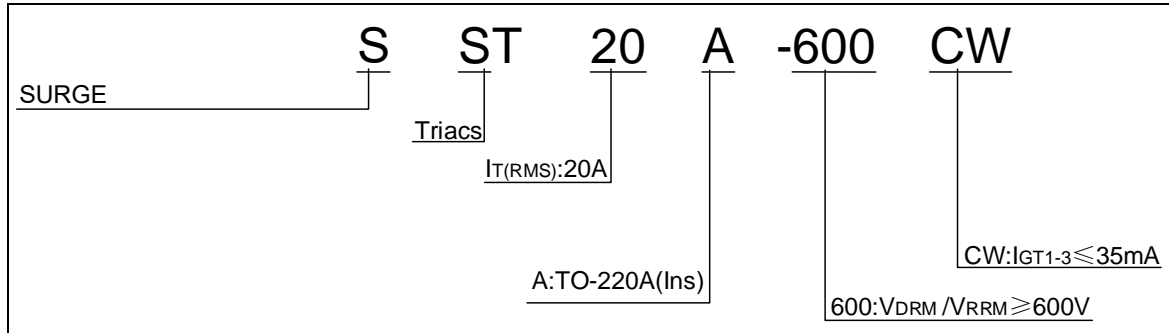 S ST 20 A -600 CW
SURGE
Triacs
IT(RMS):20A
CW:IGT1-3≤35mA
A:TO-220A(Ins)
600:VDRM /VRRM≥600V